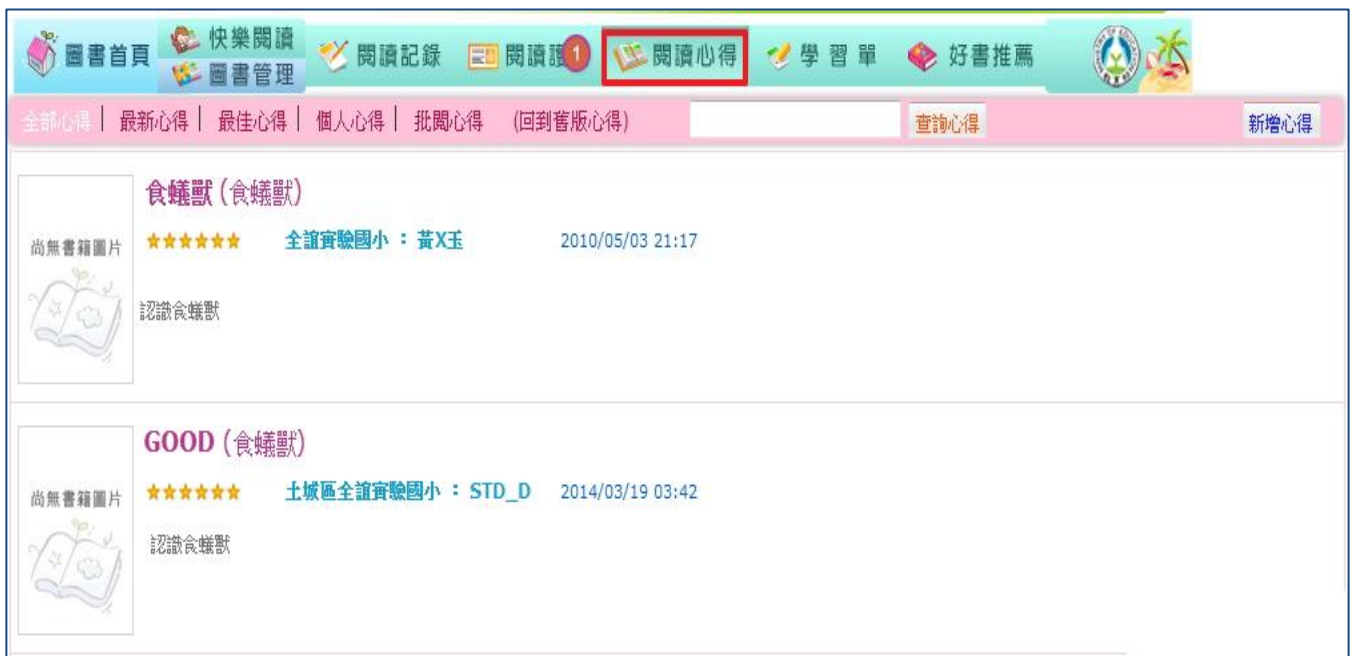 圖書首頁 快樂閱讀 圖書管理 閱讀記錄 閱讀護 1 閱讀心得 學習單 好書推薦
全部心得 | 最新心得 | 最佳心得 | 個人心得 | 批閱心得 (回到舊版心得) 查詢心得 新增心得
食蟻獸 (食蟻獸)
尚無書籍圖片 ★★★★★★ 全誼實驗國小 : 黃X玉 2010/05/03 21:17
認識食蟻獸
GOOD (食蟻獸)
尚無書籍圖片 ★★★★★★ 土城區全誼實驗國小 : STD_D 2014/03/19 03:42
認識食蟻獸